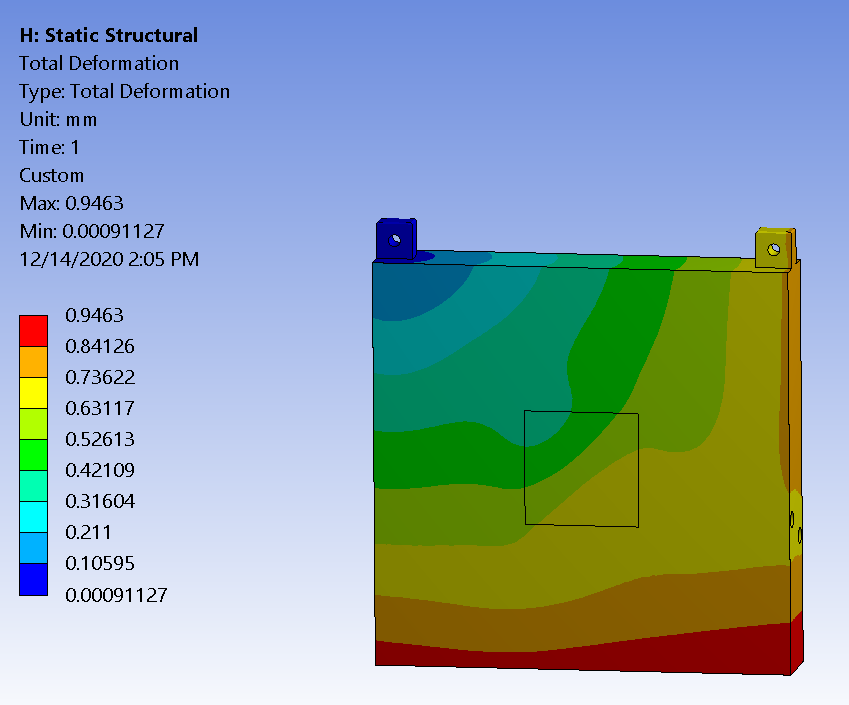 H: Static Structural
Total Deformation
Type: Total Deformation
Unit: mm
Time: 1
Custom
Max: 0.9463
Min: 0.00091127
12/14/2020 2:05 PM
0.9463
0.84126
0.73622
0.63117
0.52613
0.42109
0.31604
0.211
0.10595
0.00091127